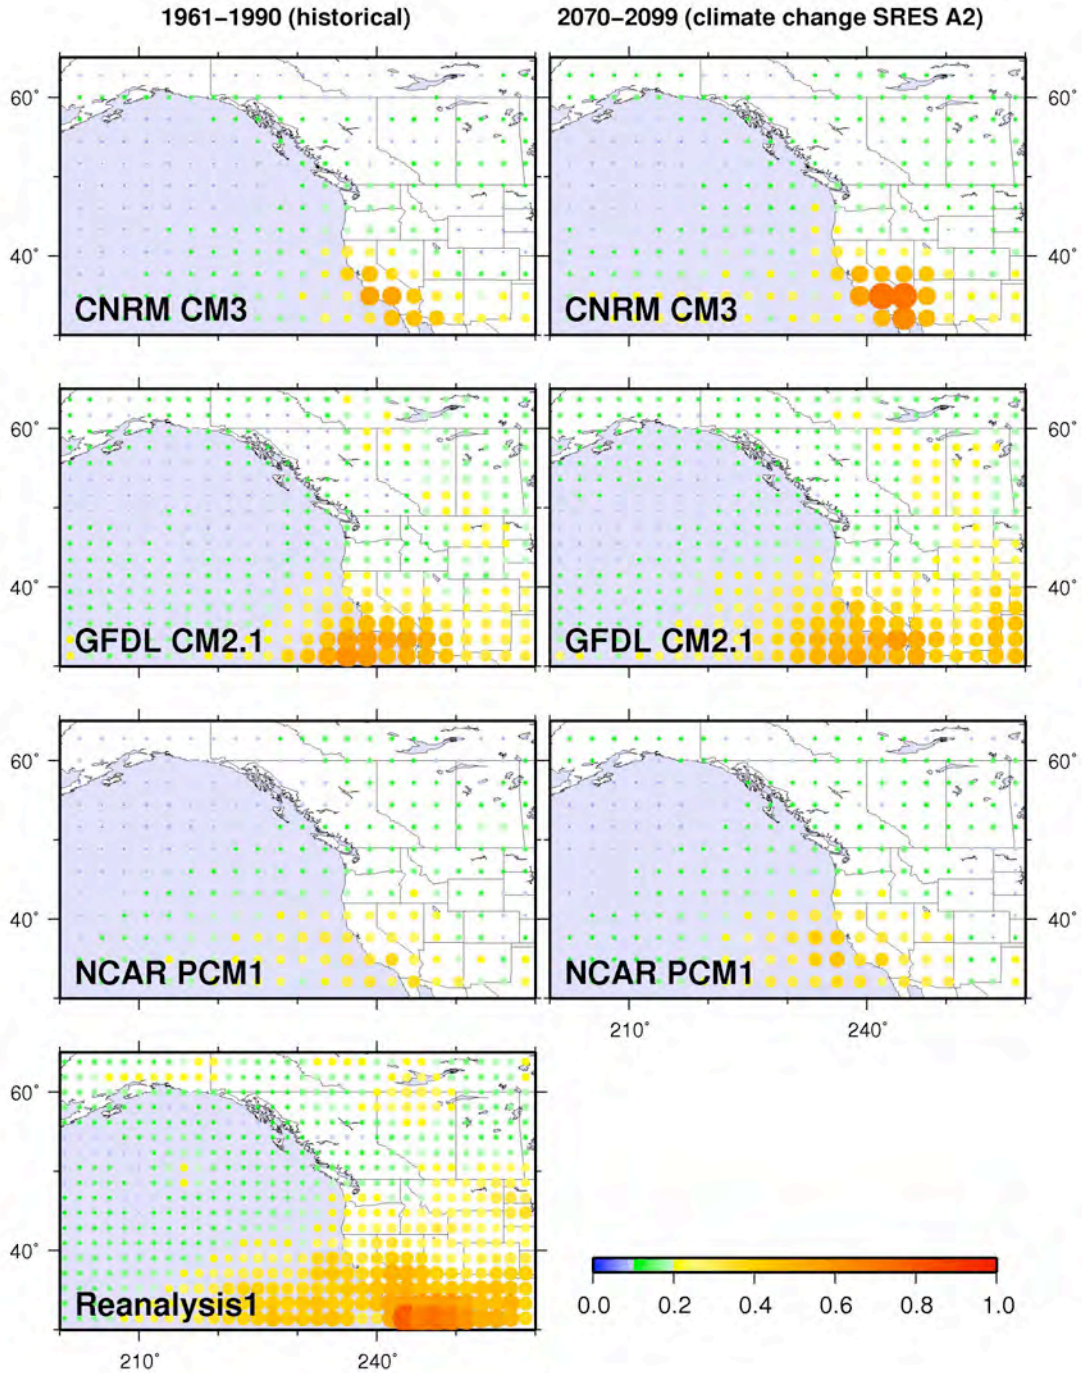 1961–1990 (historical) 2070–2099 (climate change SRES A2)
60° 60°
40° 40°
CNRM CM3 CNRM CM3
60° 60°
40° 40°
GFDL CM2.1 GFDL CM2.1
60° 60°
40° 40°
NCAR PCM1 NCAR PCM1
210° 240°
60°
40°
Reanalysis1
0.0 0.2 0.4 0.6 0.8 1.0
210° 240°